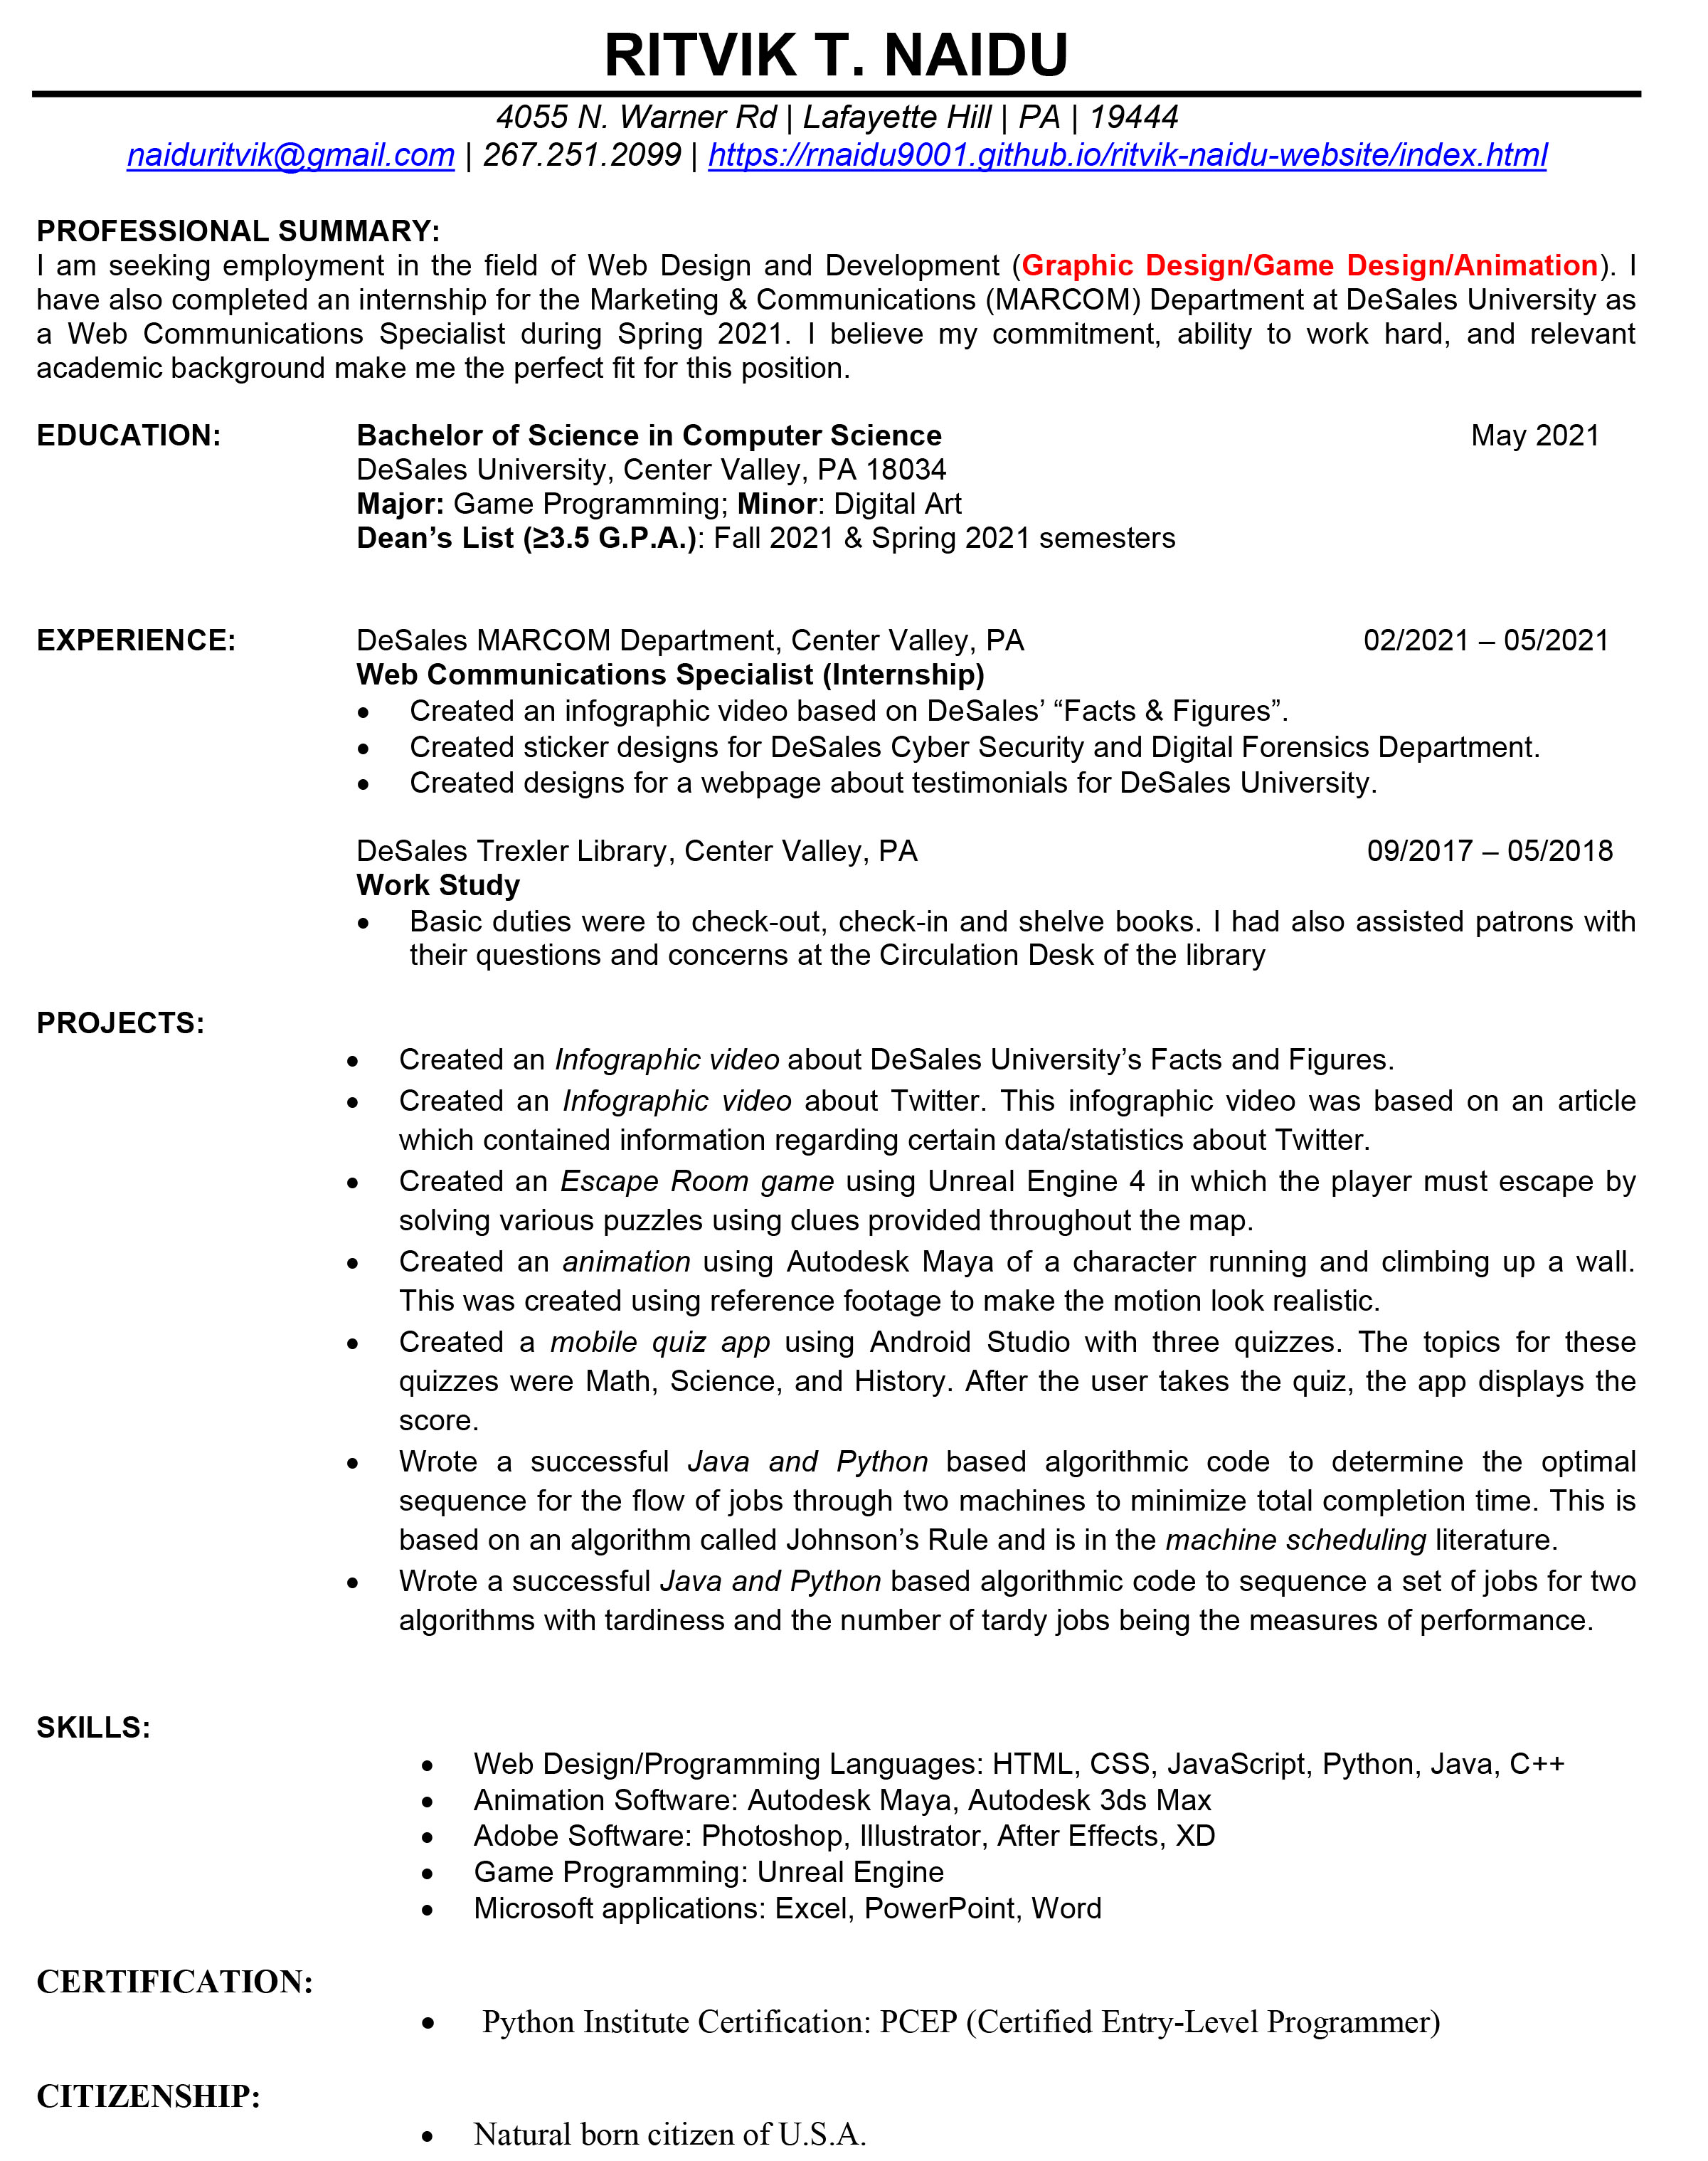 RITVIK T. NAIDU
4055 N. Warner Rd | Lafayette Hill | PA | 19444
naiduritvik@gmail.com | 267.251.2099 | https://rnaidu9001.github.io/ritvik-naidu-website/index.html
PROFESSIONAL SUMMARY:
I am seeking employment in the field of Web Design and Development (Graphic Design/Game Design/Animation). I
have also completed an internship for the Marketing & Communications (MARCOM) Department at DeSales University as
a Web Communications Specialist during Spring 2021. I believe my commitment, ability to work hard, and relevant
academic background make me the perfect fit for this position.
EDUCATION: Bachelor of Science in Computer Science May 2021
DeSales University, Center Valley, PA 18034
Major: Game Programming; Minor: Digital Art
Dean’s List (≥3.5 G.P.A.): Fall 2021 & Spring 2021 semesters
EXPERIENCE: DeSales MARCOM Department, Center Valley, PA 02/2021 – 05/2021
Web Communications Specialist (Internship)
• Created an infographic video based on DeSales’ “Facts & Figures”.
• Created sticker designs for DeSales Cyber Security and Digital Forensics Department.
• Created designs for a webpage about testimonials for DeSales University.
DeSales Trexler Library, Center Valley, PA 09/2017 – 05/2018
Work Study
• Basic duties were to check-out, check-in and shelve books. I had also assisted patrons with
their questions and concerns at the Circulation Desk of the library
PROJECTS:
• Created an Infographic video about DeSales University’s Facts and Figures.
• Created an Infographic video about Twitter. This infographic video was based on an article
which contained information regarding certain data/statistics about Twitter.
• Created an Escape Room game using Unreal Engine 4 in which the player must escape by
solving various puzzles using clues provided throughout the map.
• Created an animation using Autodesk Maya of a character running and climbing up a wall.
This was created using reference footage to make the motion look realistic.
• Created a mobile quiz app using Android Studio with three quizzes. The topics for these
quizzes were Math, Science, and History. After the user takes the quiz, the app displays the
score.
• Wrote a successful Java and Python based algorithmic code to determine the optimal
sequence for the flow of jobs through two machines to minimize total completion time. This is
based on an algorithm called Johnson’s Rule and is in the machine scheduling literature.
• Wrote a successful Java and Python based algorithmic code to sequence a set of jobs for two
algorithms with tardiness and the number of tardy jobs being the measures of performance.
SKILLS:
• Web Design/Programming Languages: HTML, CSS, JavaScript, Python, Java, C++
• Animation Software: Autodesk Maya, Autodesk 3ds Max
• Adobe Software: Photoshop, Illustrator, After Effects, XD
• Game Programming: Unreal Engine
• Microsoft applications: Excel, PowerPoint, Word
CERTIFICATION:
• Python Institute Certification: PCEP (Certified Entry-Level Programmer)
CITIZENSHIP:
• Natural born citizen of U.S.A.